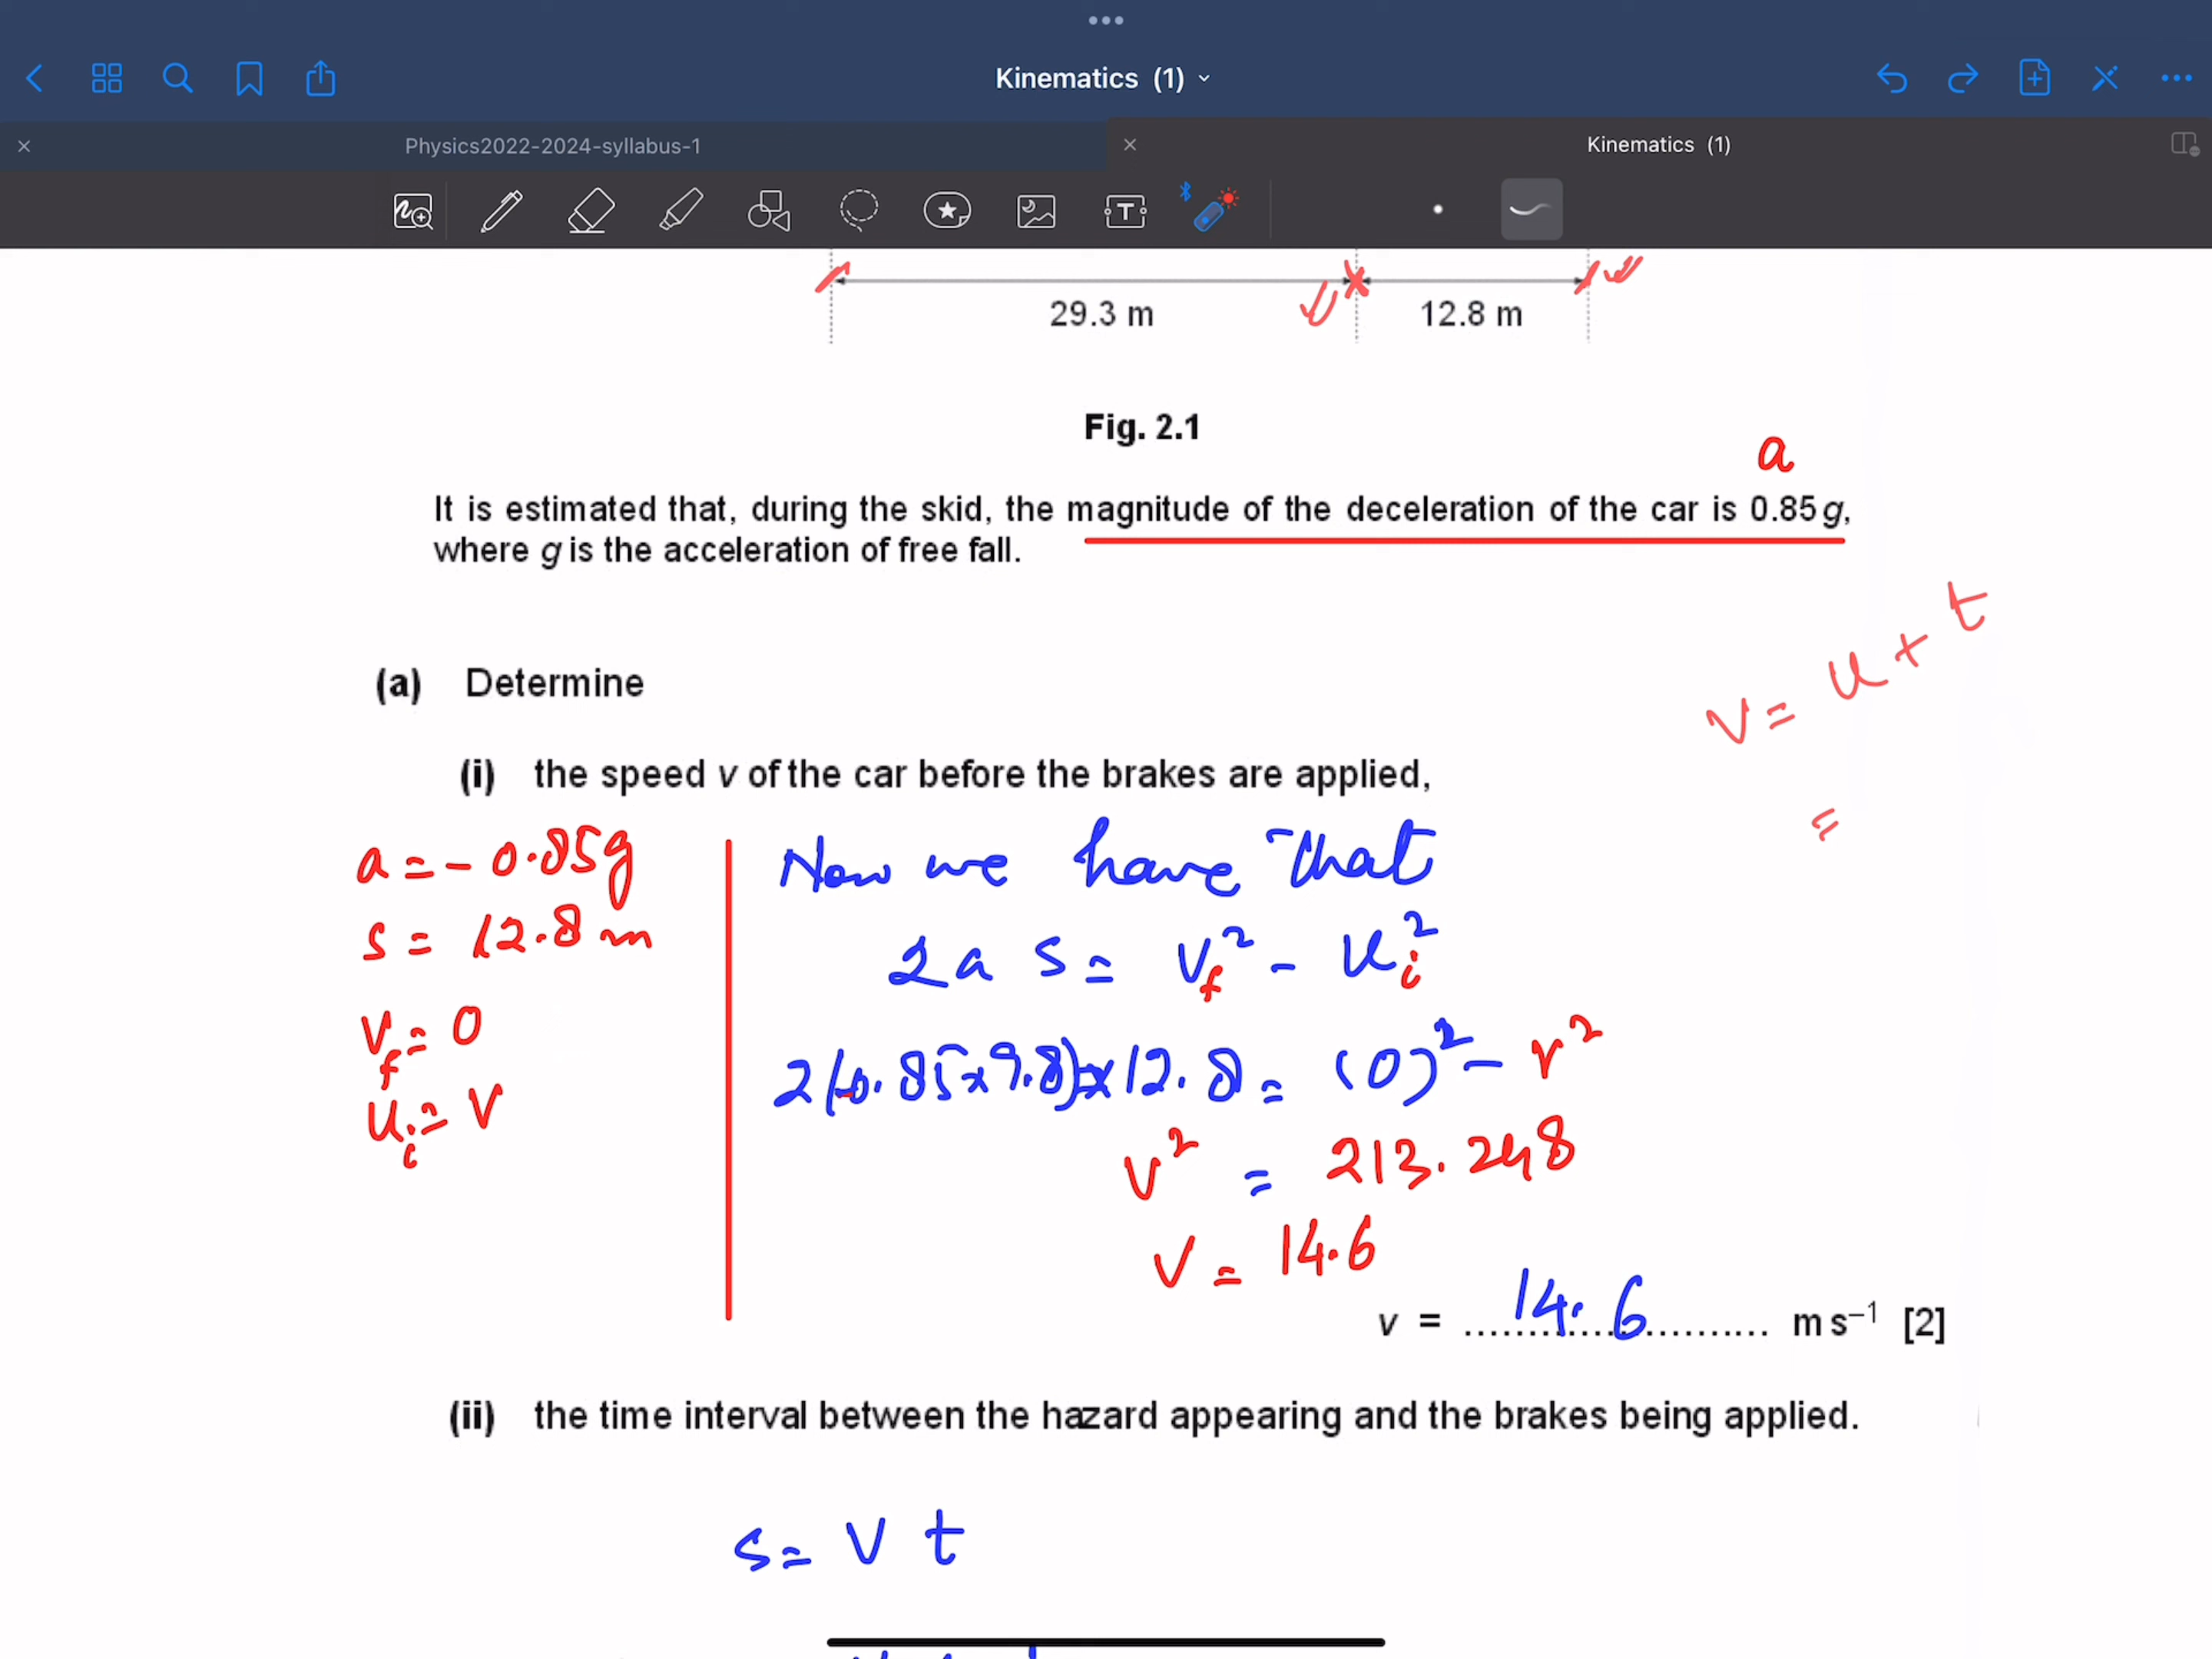 Kinematics (1)
Physics2022-2024-syllabus-1
Kinematics (1)
29.3 m
12.8 m
Fig. 2.1
a
It is estimated that, during the skid, the magnitude of the deceleration of the car is 0.85g,
where g is the acceleration of free fall.
v = u + t
=
(a) Determine
(i) the speed v of the car before the brakes are applied,
a = - 0.85g
s = 12.8 m
v_f = 0
u_i = v
Now we have that
2a s = v_f² - u_i²
2(-0.85×9.8)×12.8 = (0)² - v²
v² = 213.248
v = 14.6
v = 14.6 m s⁻¹ [2]
(ii) the time interval between the hazard appearing and the brakes being applied.
s = v t